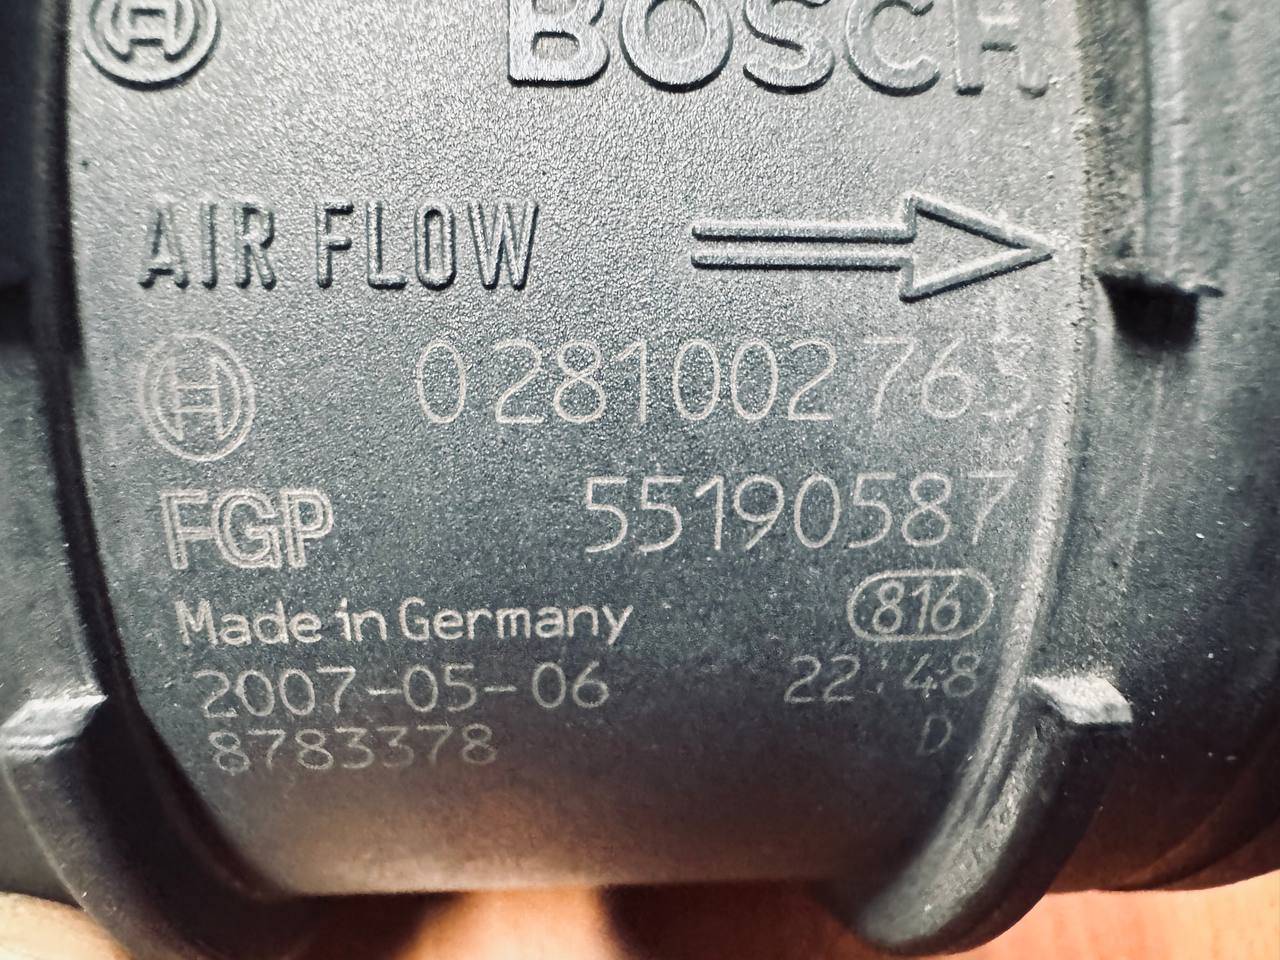 BOSCH
AIR FLOW
0 281 002 763
FGP 55190587
Made in Germany 816
2007-05-06 22:48
8783378 D